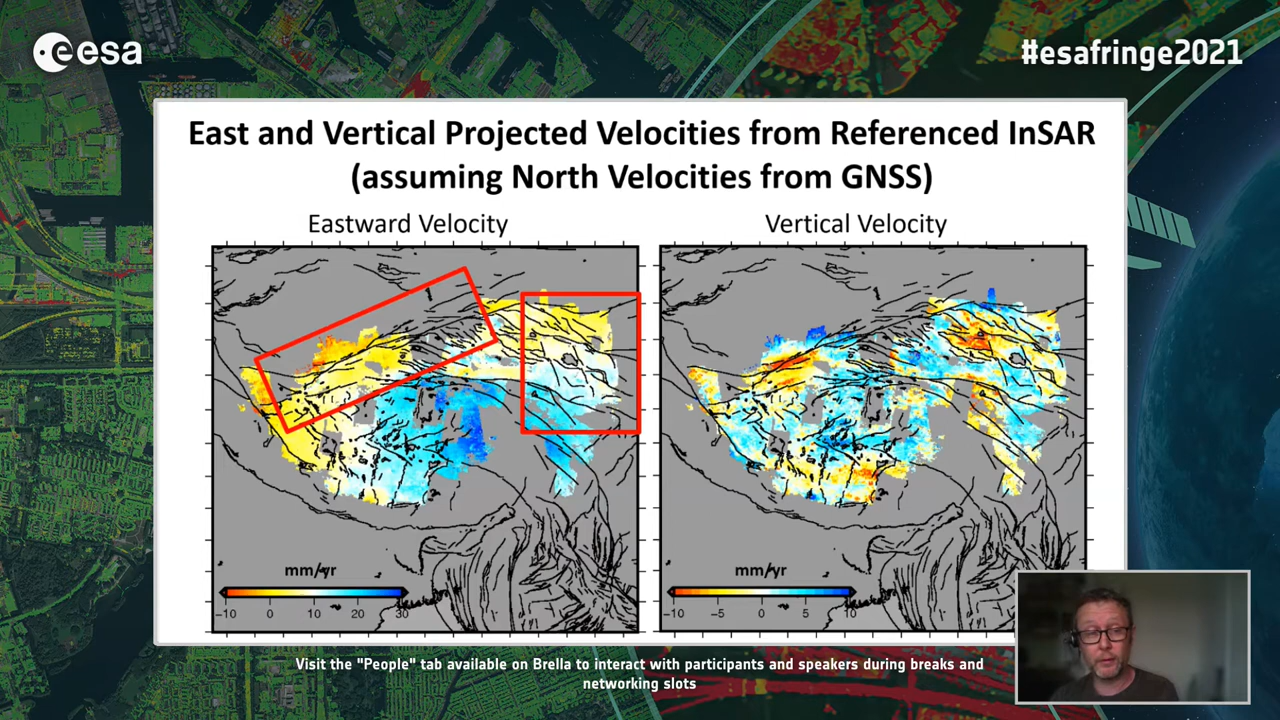 esa
#esafringe2021
East and Vertical Projected Velocities from Referenced InSAR
(assuming North Velocities from GNSS)
Eastward Velocity
Vertical Velocity
mm/yr
-10 0 10 20 30
mm/yr
-10 -5 0 5 10
Visit the "People" tab available on Brella to interact with participants and speakers during breaks and
networking slots